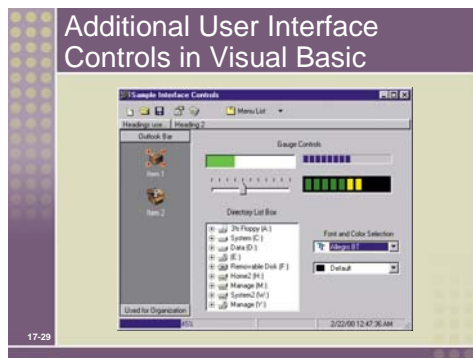 Additional User Interface
Controls in Visual Basic
Sample Interface Controls
Menu List
Headings use... Heading 2
Outlook Bar
Item 1
Item 2
Used for Organization
Gauge Controls
Directory List Box
3½ Floppy (A:)
System (C:)
Data (D:)
(E:)
Removable Disk (F:)
Home2 (H:)
Manage (M:)
System2 (W:)
Manage (Y:)
Font and Color Selection
Allegro BT
Default
45%
2/22/00 12:47:36 AM
17-29